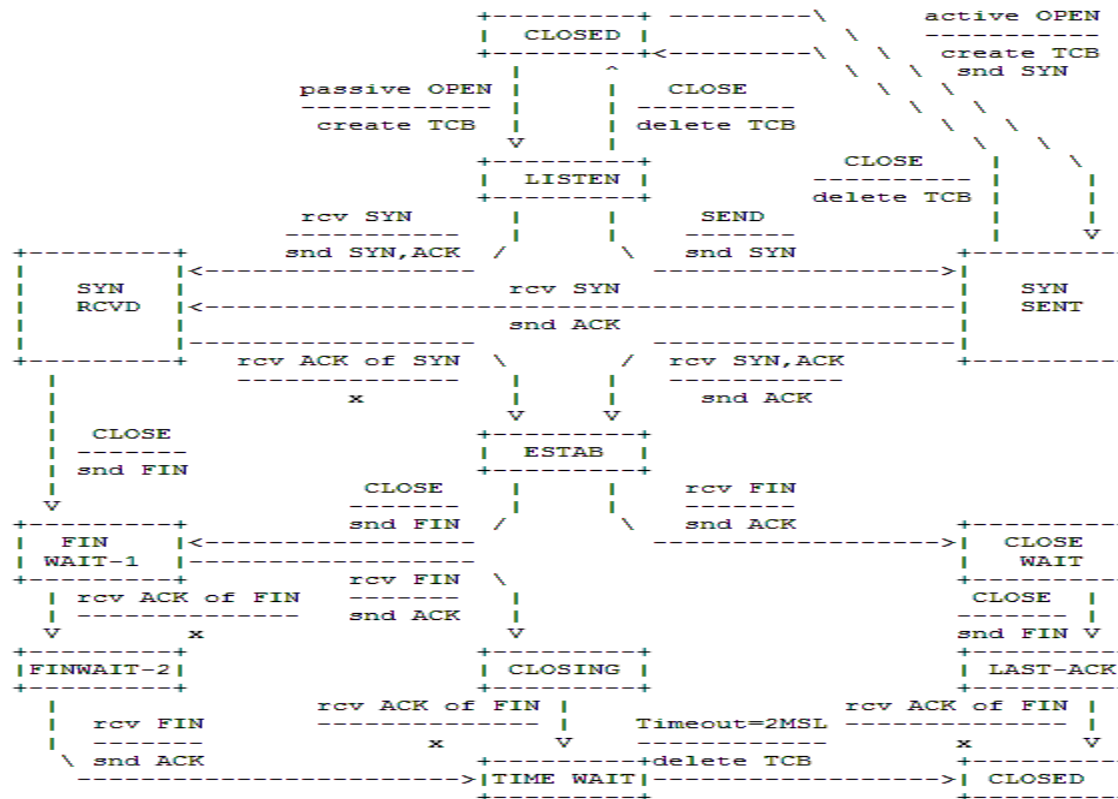 active OPEN
CLOSED
create TCB
snd SYN
passive OPEN
CLOSE
create TCB
delete TCB
LISTEN
CLOSE
delete TCB
rcv SYN
SEND
snd SYN,ACK
snd SYN
SYN
RCVD
rcv SYN
snd ACK
SYN
SENT
rcv ACK of SYN
x
rcv SYN,ACK
snd ACK
CLOSE
snd FIN
ESTAB
CLOSE
snd FIN
rcv FIN
snd ACK
FIN
WAIT-1
CLOSE
WAIT
rcv FIN
snd ACK
rcv ACK of FIN
x
CLOSE
snd FIN
FINWAIT-2
CLOSING
LAST-ACK
rcv FIN
snd ACK
rcv ACK of FIN
x
Timeout=2MSL
delete TCB
rcv ACK of FIN
x
TIME WAIT
CLOSED